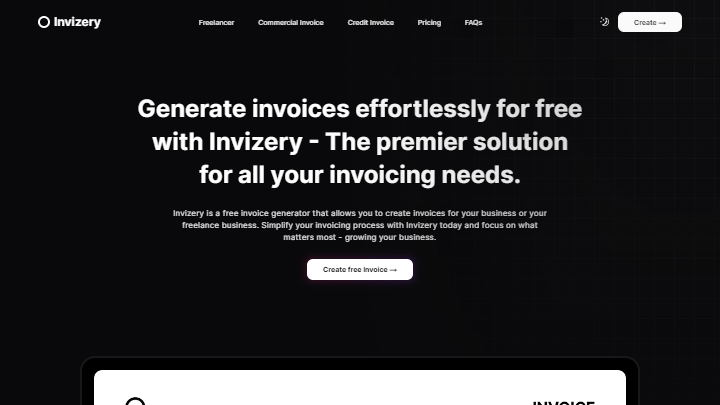 Invizery
Freelancer
Commercial Invoice
Credit Invoice
Pricing
FAQs
Create →
Generate invoices effortlessly for free
with Invizery - The premier solution
for all your invoicing needs.
Invizery is a free invoice generator that allows you to create invoices for your business or your
freelance business. Simplify your invoicing process with Invizery today and focus on what
matters most - growing your business.
Create free Invoice →
INVOICE